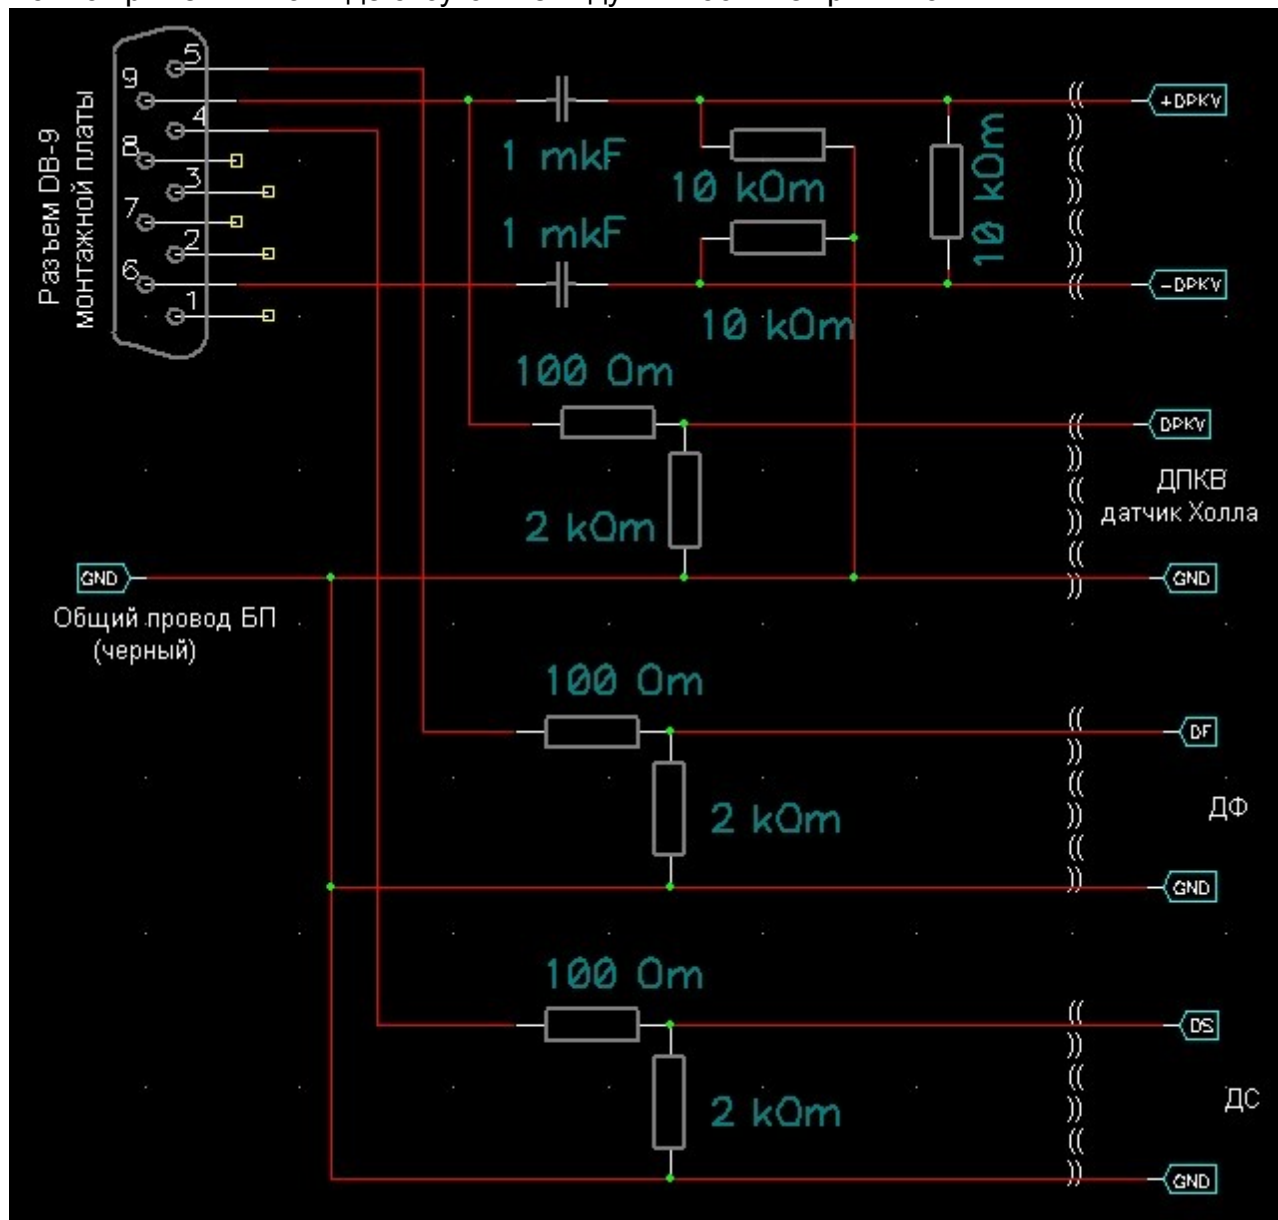 5
9
4
8
3
7
2
6
1
Разъем DB-9
монтажной платы
1 mkF
10 kOm
10 kOm
1 mkF
10 kOm
+DPKV
-DPKV
100 Om
2 kOm
DPKV
ДПКВ
датчик Холла
GND
GND
Общий провод БП
(черный)
100 Om
2 kOm
DF
ДФ
GND
100 Om
2 kOm
DS
ДС
GND